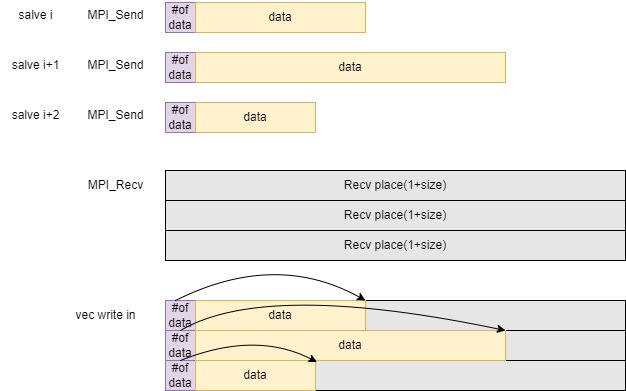 salve i MPI_Send #of data data
salve i+1 MPI_Send #of data data
salve i+2 MPI_Send #of data data
MPI_Recv Recv place(1+size)
Recv place(1+size)
Recv place(1+size)
vec write in #of data data
#of data data
#of data data